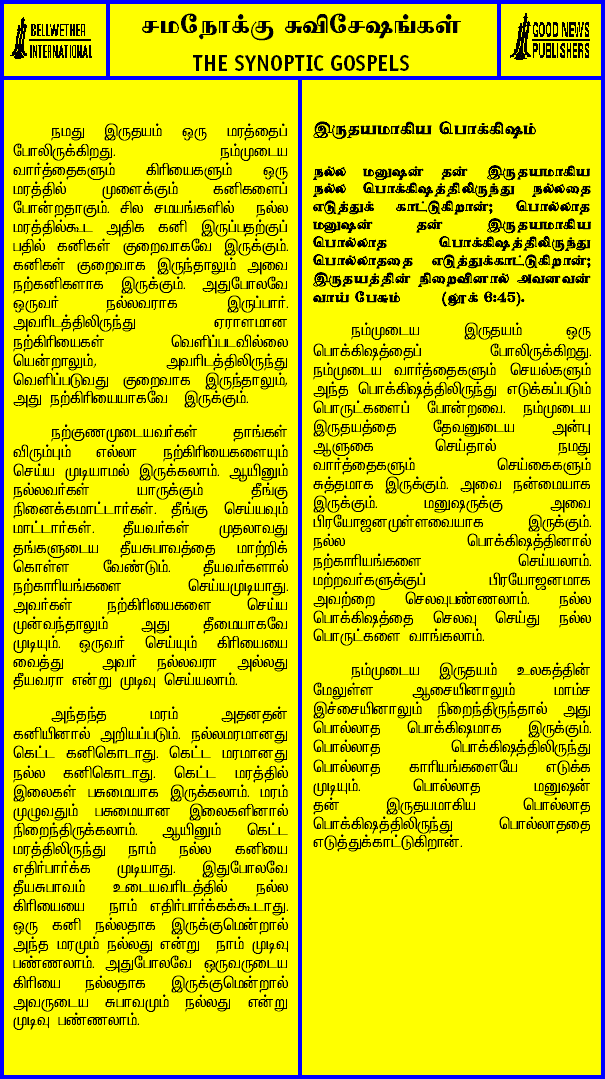 BELLWETHER
INTERNATIONAL
சமநோக்கு சுவிசேஷங்கள்
THE SYNOPTIC GOSPELS
GOOD NEWS
PUBLISHERS
நமது இருதயம் ஒரு மரத்தைப்
போலிருக்கிறது. நம்முடைய
வார்த்தைகளும் கிரியைகளும் ஒரு
மரத்தில் முளைக்கும் கனிகளைப்
போன்றதாகும். சில சமயங்களில் நல்ல
மரத்தில்கூட அதிக கனி இருப்பதற்குப்
பதில் கனிகள் குறைவாகவே இருக்கும்.
கனிகள் குறைவாக இருந்தாலும் அவை
நற்கனிகளாக இருக்கும். அதுபோலவே
ஒருவர் நல்லவராக இருப்பார்.
அவரிடத்திலிருந்து ஏராளமான
நற்கிரியைகள் வெளிப்படவில்லை
யென்றாலும், அவரிடத்திலிருந்து
வெளிப்படுவது குறைவாக இருந்தாலும்,
அது நற்கிரியையாகவே இருக்கும்.
நற்குணமுடையவர்கள் தாங்கள்
விரும்பும் எல்லா நற்கிரியைகளையும்
செய்ய முடியாமல் இருக்கலாம். ஆயினும்
நல்லவர்கள் யாருக்கும் தீங்கு
நினைக்கமாட்டார்கள். தீங்கு செய்யவும்
மாட்டார்கள். தீயவர்கள் முதலாவது
தங்களுடைய தீயசுபாவத்தை மாற்றிக்
கொள்ள வேண்டும். தீயவர்களால்
நற்காரியங்களை செய்யமுடியாது.
அவர்கள் நற்கிரியைகளை செய்ய
முன்வந்தாலும் அது தீமையாகவே
முடியும். ஒருவர் செய்யும் கிரியையை
வைத்து அவர் நல்லவரா அல்லது
தீயவரா என்று முடிவு செய்யலாம்.
அந்தந்த மரம் அதனதன்
கனியினால் அறியப்படும். நல்லமரமானது
கெட்ட கனிகொடாது. கெட்ட மரமானது
நல்ல கனிகொடாது. கெட்ட மரத்தில்
இலைகள் பசுமையாக இருக்கலாம். மரம்
முழுவதும் பசுமையான இலைகளினால்
நிறைந்திருக்கலாம். ஆயினும் கெட்ட
மரத்திலிருந்து நாம் நல்ல கனியை
எதிர்பார்க்க முடியாது. இதுபோலவே
தீயசுபாவம் உடையவரிடத்தில் நல்ல
கிரியையை நாம் எதிர்பார்க்கக்கூடாது.
ஒரு கனி நல்லதாக இருக்குமென்றால்
அந்த மரமும் நல்லது என்று நாம் முடிவு
பண்ணலாம். அதுபோலவே ஒருவருடைய
கிரியை நல்லதாக இருக்குமென்றால்
அவருடைய சுபாவமும் நல்லது என்று
முடிவு பண்ணலாம்.
இருதயமாகிய பொக்கிஷம்
நல்ல மனுஷன் தன் இருதயமாகிய
நல்ல பொக்கிஷத்திலிருந்து நல்லதை
எடுத்துக் காட்டுகிறான்; பொல்லாத
மனுஷன் தன் இருதயமாகிய
பொல்லாத பொக்கிஷத்திலிருந்து
பொல்லாததை எடுத்துக்காட்டுகிறான்;
இருதயத்தின் நிறைவினால் அவனவன்
வாய் பேசும் (லூக் 6:45).
நம்முடைய இருதயம் ஒரு
பொக்கிஷத்தைப் போலிருக்கிறது.
நம்முடைய வார்த்தைகளும் செயல்களும்
அந்த பொக்கிஷத்திலிருந்து எடுக்கப்படும்
பொருட்களைப் போன்றவை. நம்முடைய
இருதயத்தை தேவனுடைய அன்பு
ஆளுகை செய்தால் நமது
வார்த்தைகளும் செய்கைகளும்
சுத்தமாக இருக்கும். அவை நன்மையாக
இருக்கும். மனுஷருக்கு அவை
பிரயோஜனமுள்ளவையாக இருக்கும்.
நல்ல பொக்கிஷத்தினால்
நற்காரியங்களை செய்யலாம்.
மற்றவர்களுக்குப் பிரயோஜனமாக
அவற்றை செலவுபண்ணலாம். நல்ல
பொக்கிஷத்தை செலவு செய்து நல்ல
பொருட்களை வாங்கலாம்.
நம்முடைய இருதயம் உலகத்தின்
மேலுள்ள ஆசையினாலும் மாம்ச
இச்சையினாலும் நிறைந்திருந்தால் அது
பொல்லாத பொக்கிஷமாக இருக்கும்.
பொல்லாத பொக்கிஷத்திலிருந்து
பொல்லாத காரியங்களையே எடுக்க
முடியும். பொல்லாத மனுஷன்
தன் இருதயமாகிய பொல்லாத
பொக்கிஷத்திலிருந்து பொல்லாததை
எடுத்துக்காட்டுகிறான்.